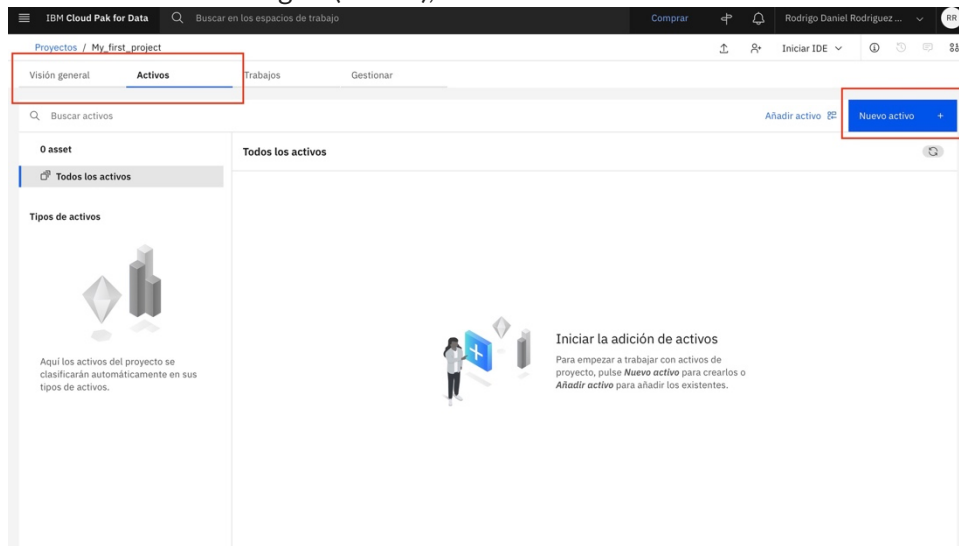 IBM Cloud Pak for Data Buscar en los espacios de trabajo Comprar Rodrigo Daniel Rodriguez ... RR
Proyectos / My_first_project Iniciar IDE
Visión general Activos Trabajos Gestionar
Buscar activos Añadir activo Nuevo activo +
0 asset Todos los activos
Todos los activos
Tipos de activos
Iniciar la adición de activos
Para empezar a trabajar con activos de
proyecto, pulse Nuevo activo para crearlos o
Añadir activo para añadir los existentes.
Aquí los activos del proyecto se
clasificarán automáticamente en sus
tipos de activos.